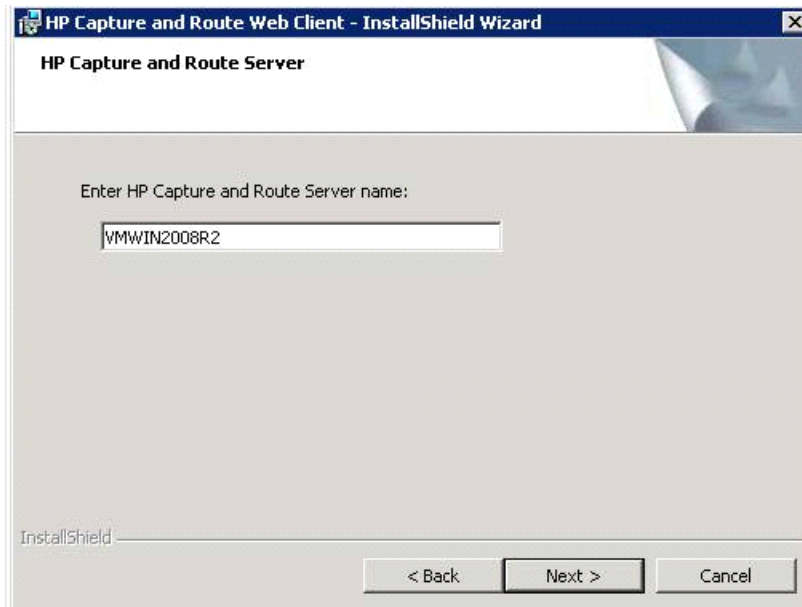 HP Capture and Route Web Client - InstallShield Wizard
HP Capture and Route Server
Enter HP Capture and Route Server name:
VMWIN2008R2
InstallShield
< Back Next > Cancel